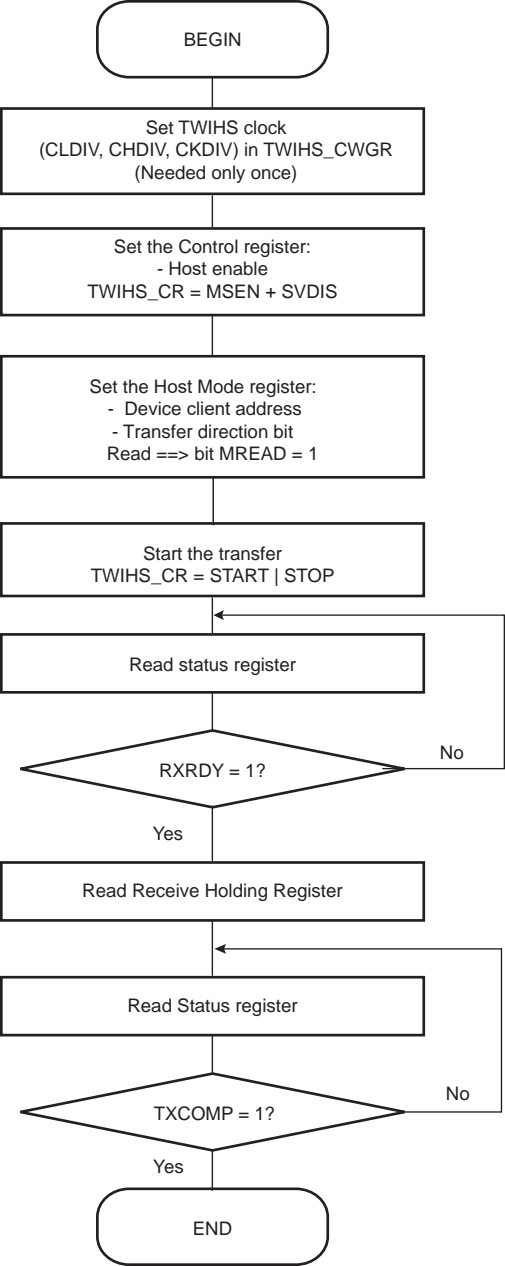 BEGIN
Set TWIHS clock
(CLDIV, CHDIV, CKDIV) in TWIHS_CWGR
(Needed only once)
Set the Control register:
- Host enable
TWIHS_CR = MSEN + SVDIS
Set the Host Mode register:
- Device client address
- Transfer direction bit
Read ==> bit MREAD = 1
Start the transfer
TWIHS_CR = START | STOP
Read status register
RXRDY = 1?
No
Yes
Read Receive Holding Register
Read Status register
TXCOMP = 1?
No
Yes
END